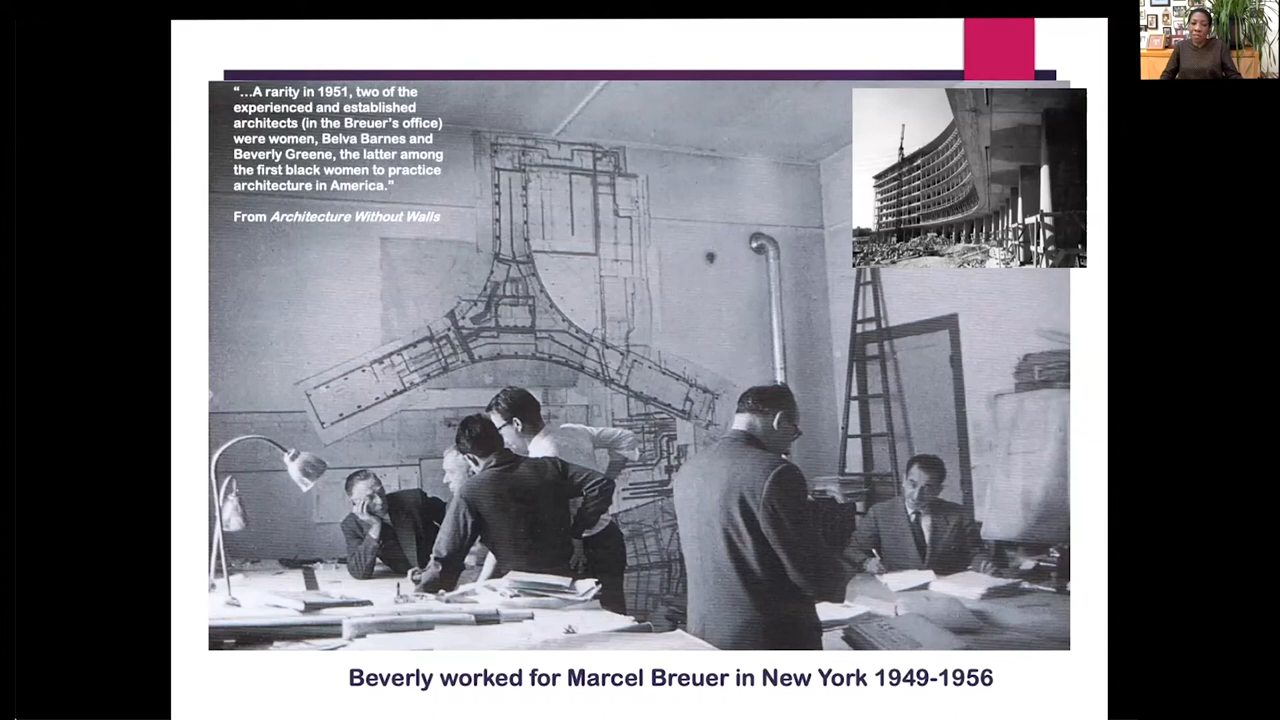 “...A rarity in 1951, two of the
experienced and established
architects (in the Breuer’s office)
were women, Belva Barnes and
Beverly Greene, the latter among
the first black women to practice
architecture in America.”
From Architecture Without Walls
Beverly worked for Marcel Breuer in New York 1949-1956